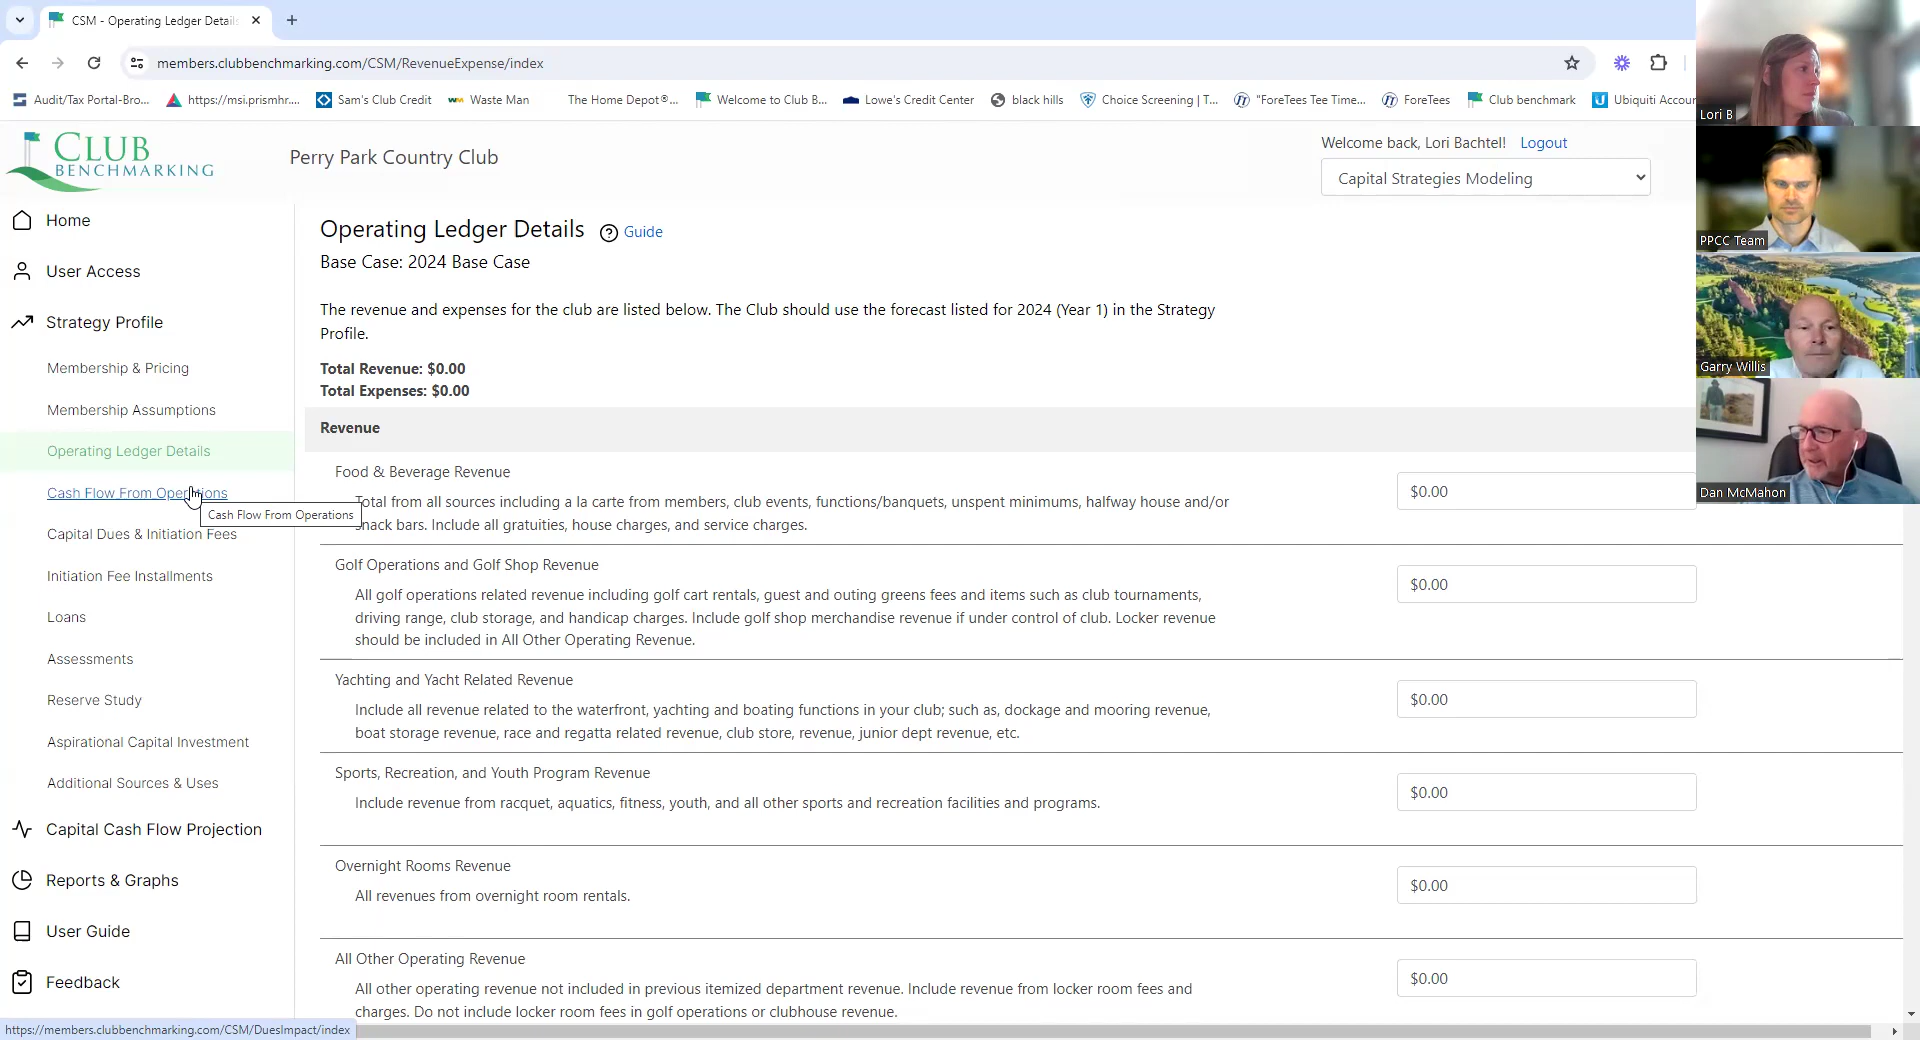 CSM - Operating Ledger Details
members.clubbenchmarking.com/CSM/RevenueExpense/index
Audit/Tax Portal-Bro...
https://msi.prismhr....
Sam's Club Credit
Waste Man
The Home Depot®...
Welcome to Club B...
Lowe's Credit Center
black hills
Choice Screening | T...
"ForeTees Tee Time...
ForeTees
Club benchmark
Ubiquiti Accou
CLUB
BENCHMARKING
Perry Park Country Club
Welcome back, Lori Bachtel! Logout
Capital Strategies Modeling
Home
User Access
Strategy Profile
Membership & Pricing
Membership Assumptions
Operating Ledger Details
Cash Flow From Operations
Cash Flow From Operations
Capital Dues & Initiation Fees
Initiation Fee Installments
Loans
Assessments
Reserve Study
Aspirational Capital Investment
Additional Sources & Uses
Capital Cash Flow Projection
Reports & Graphs
User Guide
Feedback
https://members.clubbenchmarking.com/CSM/DuesImpact/index
Operating Ledger Details
Guide
Base Case: 2024 Base Case
The revenue and expenses for the club are listed below. The Club should use the forecast listed for 2024 (Year 1) in the Strategy
Profile.
Total Revenue: $0.00
Total Expenses: $0.00
Revenue
Food & Beverage Revenue
Total from all sources including a la carte from members, club events, functions/banquets, unspent minimums, halfway house and/or
snack bars. Include all gratuities, house charges, and service charges.
$0.00
Golf Operations and Golf Shop Revenue
All golf operations related revenue including golf cart rentals, guest and outing greens fees and items such as club tournaments,
driving range, club storage, and handicap charges. Include golf shop merchandise revenue if under control of club. Locker revenue
should be included in All Other Operating Revenue.
$0.00
Yachting and Yacht Related Revenue
Include all revenue related to the waterfront, yachting and boating functions in your club; such as, dockage and mooring revenue,
boat storage revenue, race and regatta related revenue, club store, revenue, junior dept revenue, etc.
$0.00
Sports, Recreation, and Youth Program Revenue
Include revenue from racquet, aquatics, fitness, youth, and all other sports and recreation facilities and programs.
$0.00
Overnight Rooms Revenue
All revenues from overnight room rentals.
$0.00
All Other Operating Revenue
All other operating revenue not included in previous itemized department revenue. Include revenue from locker room fees and
charges. Do not include locker room fees in golf operations or clubhouse revenue.
$0.00
Lori B
PPCC Team
Garry Willis
Dan McMahon